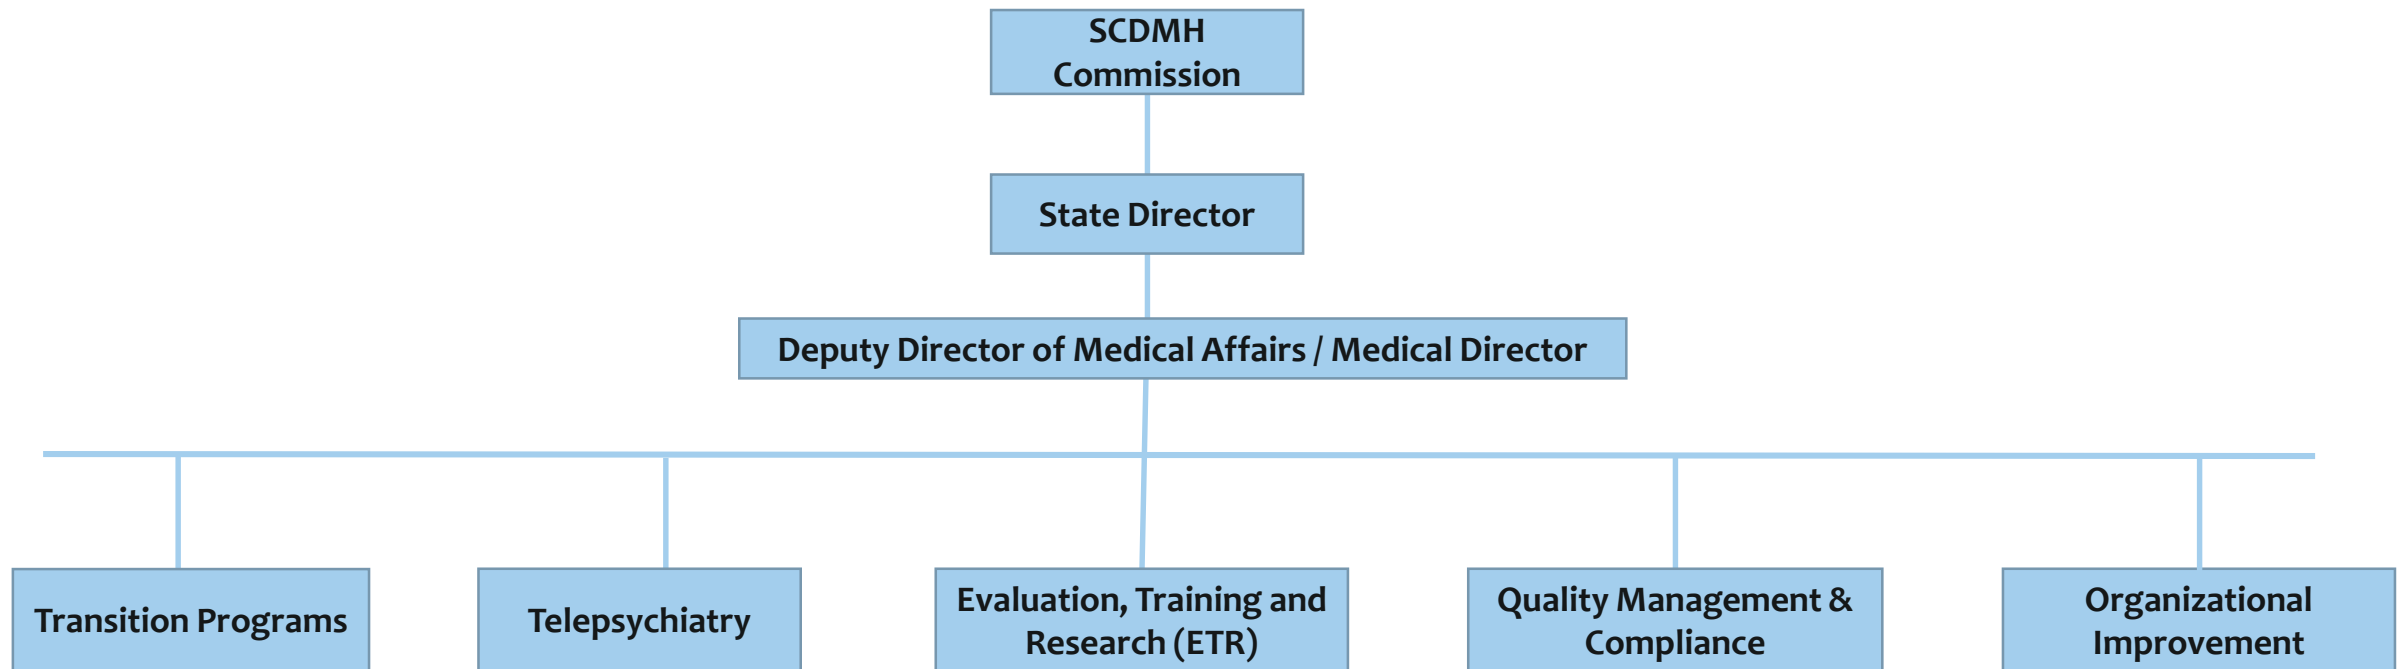 SCDMH
Commission
State Director
Deputy Director of Medical Affairs / Medical Director
Transition Programs
Telepsychiatry
Evaluation, Training and
Research (ETR)
Quality Management &
Compliance
Organizational
Improvement